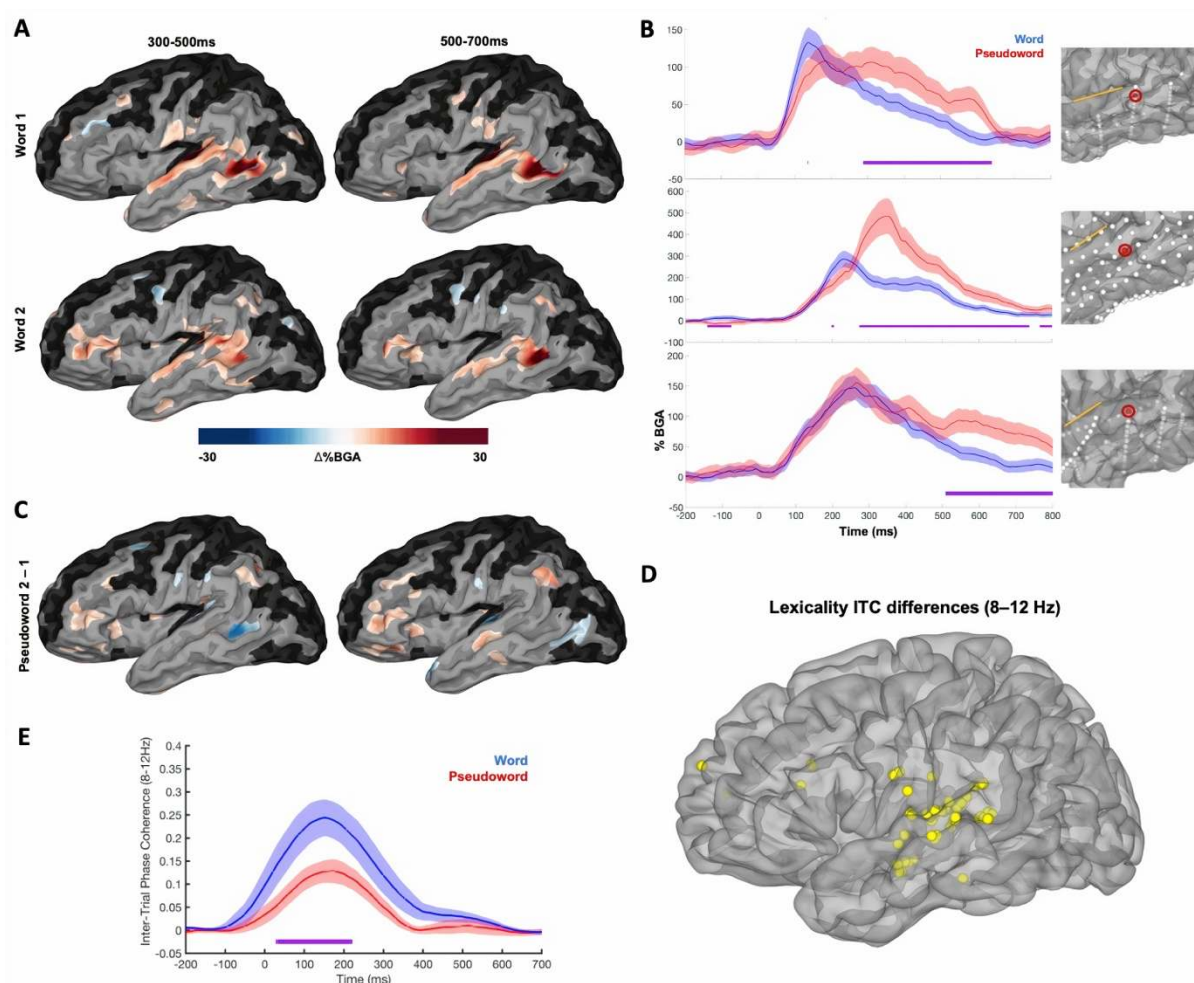 A
300-500ms
500-700ms
Word 1
Word 2
-30
30
Δ%BGA
B
Word
Pseudoword
150
100
50
0
-50
600
500
400
300
200
100
0
-100
200
150
100
50
0
-50
% BGA
-200 -100 0 100 200 300 400 500 600 700 800
Time (ms)
C
Pseudoword 2 – 1
D
Lexicality ITC differences (8–12 Hz)
E
Word
Pseudoword
Inter-Trial Phase Coherence (8-12Hz)
0.4
0.35
0.3
0.25
0.2
0.15
0.1
0.05
0
-0.05
-200 -100 0 100 200 300 400 500 600 700
Time (ms)